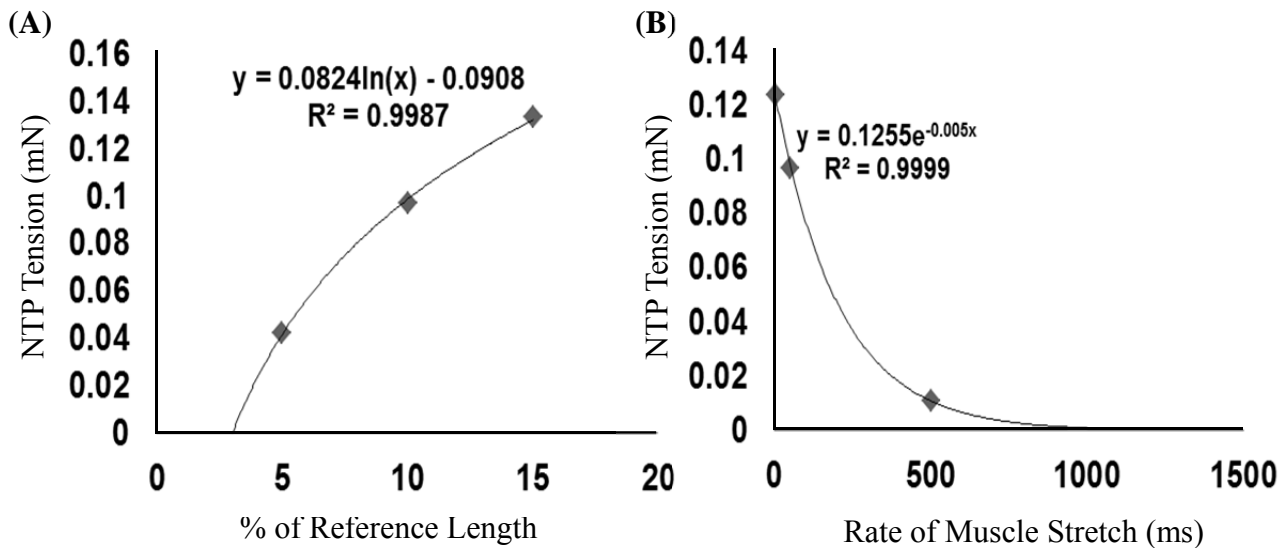 (A)
NTP Tension (mN)
0.16
0.14
0.12
0.1
0.08
0.06
0.04
0.02
0
y = 0.0824ln(x) - 0.0908
R² = 0.9987
0 5 10 15 20
% of Reference Length
(B)
NTP Tension (mN)
0.14
0.12
0.1
0.08
0.06
0.04
0.02
0
y = 0.1255e^-0.005x
R² = 0.9999
0 500 1000 1500
Rate of Muscle Stretch (ms)